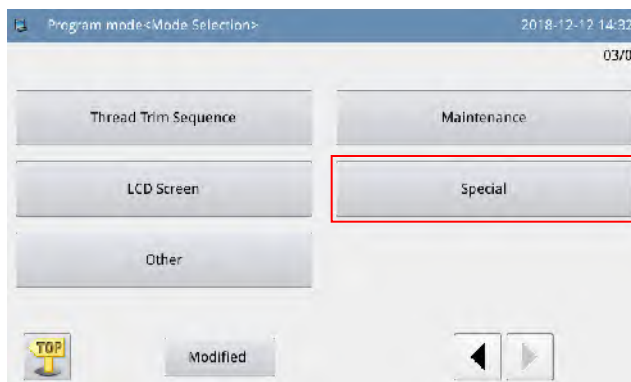 Program mode<Mode Selection>
2018-12-12 14:32
03/0
Thread Trim Sequence
Maintenance
LCD Screen
Special
Other
TOP
Modified